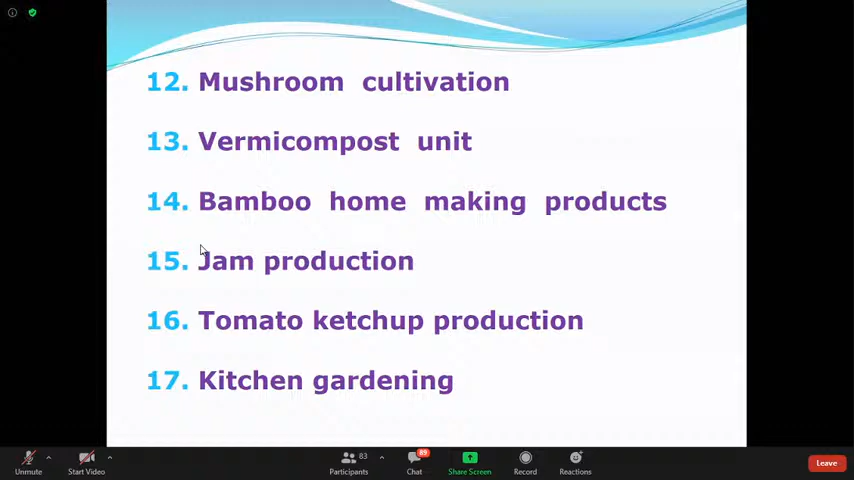 12. Mushroom cultivation
13. Vermicompost unit
14. Bamboo home making products
15. Jam production
16. Tomato ketchup production
17. Kitchen gardening
Unmute
Start Video
83
Participants
89
Chat
Share Screen
Record
Reactions
Leave